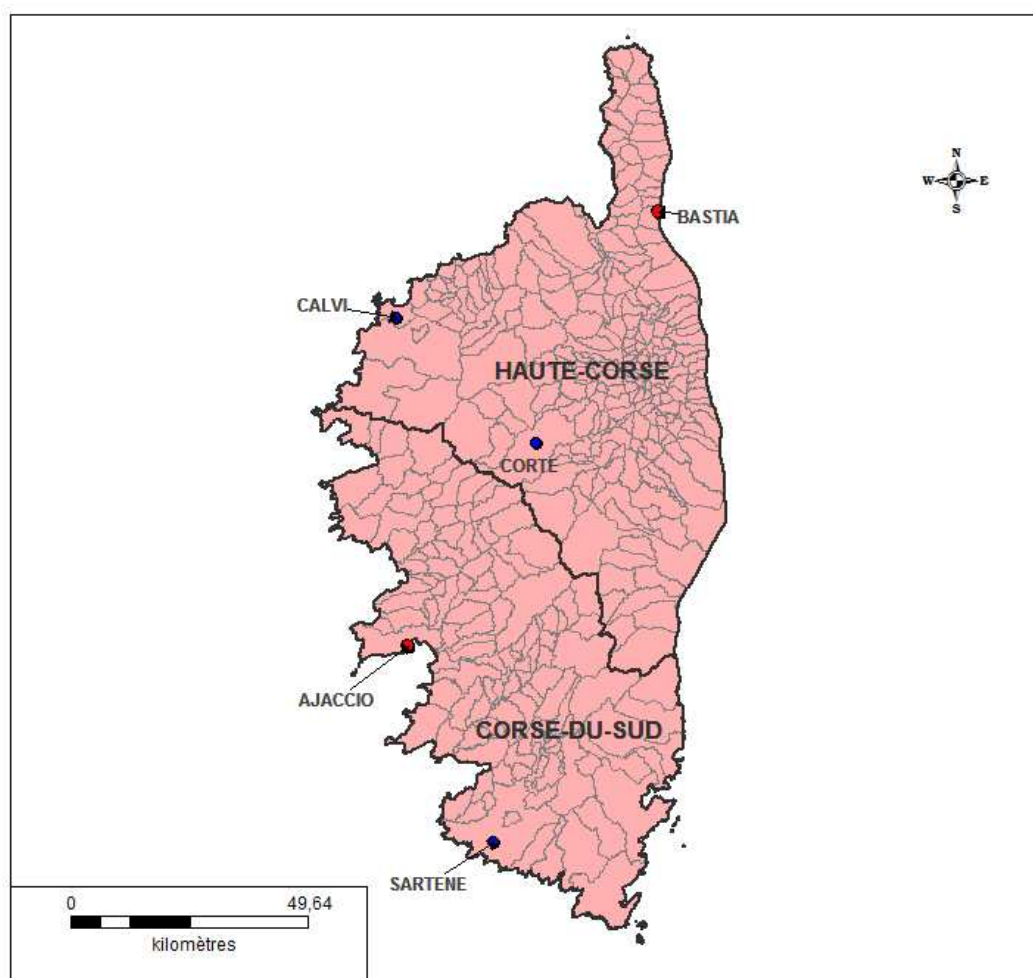 N
W E
S
BASTIA
CALVI
HAUTE-CORSE
CORTE
AJACCIO
CORSE-DU-SUD
SARTENE
0 49,64
kilomètres